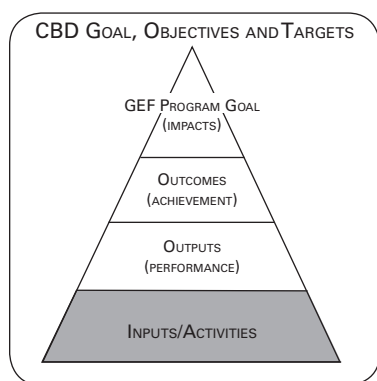 CBD GOAL, OBJECTIVES AND TARGETS
GEF PROGRAM GOAL
(IMPACTS)
OUTCOMES
(ACHIEVEMENT)
OUTPUTS
(PERFORMANCE)
INPUTS/ACTIVITIES